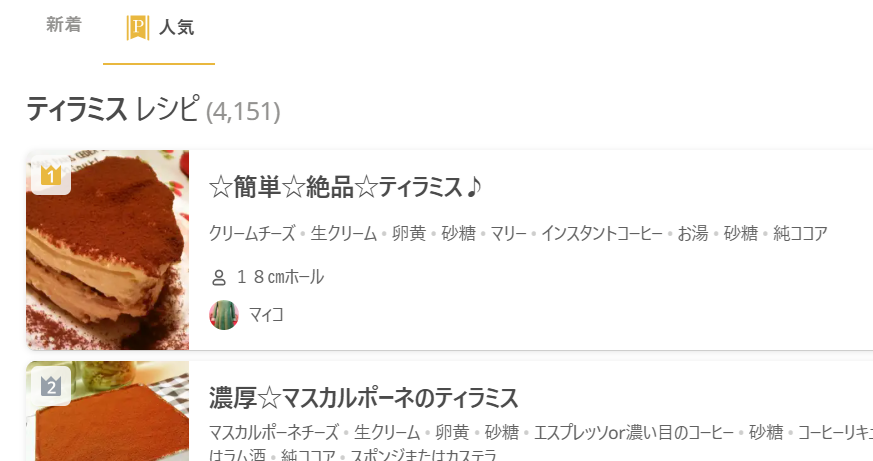 新着
P 人気
ティラミス レシピ (4,151)
1
☆簡単☆絶品☆ティラミス♪
クリームチーズ • 生クリーム • 卵黄 • 砂糖 • マリー • インスタントコーヒー • お湯 • 砂糖 • 純ココア
１８㎝ホール
マィコ
2
濃厚☆マスカルポーネのティラミス
マスカルポーネチーズ • 生クリーム • 卵黄 • 砂糖 • エスプレッソor濃い目のコーヒー • 砂糖 • コーヒーリキュ
はラム酒 • 純ココア • スポンジまたはカステラ